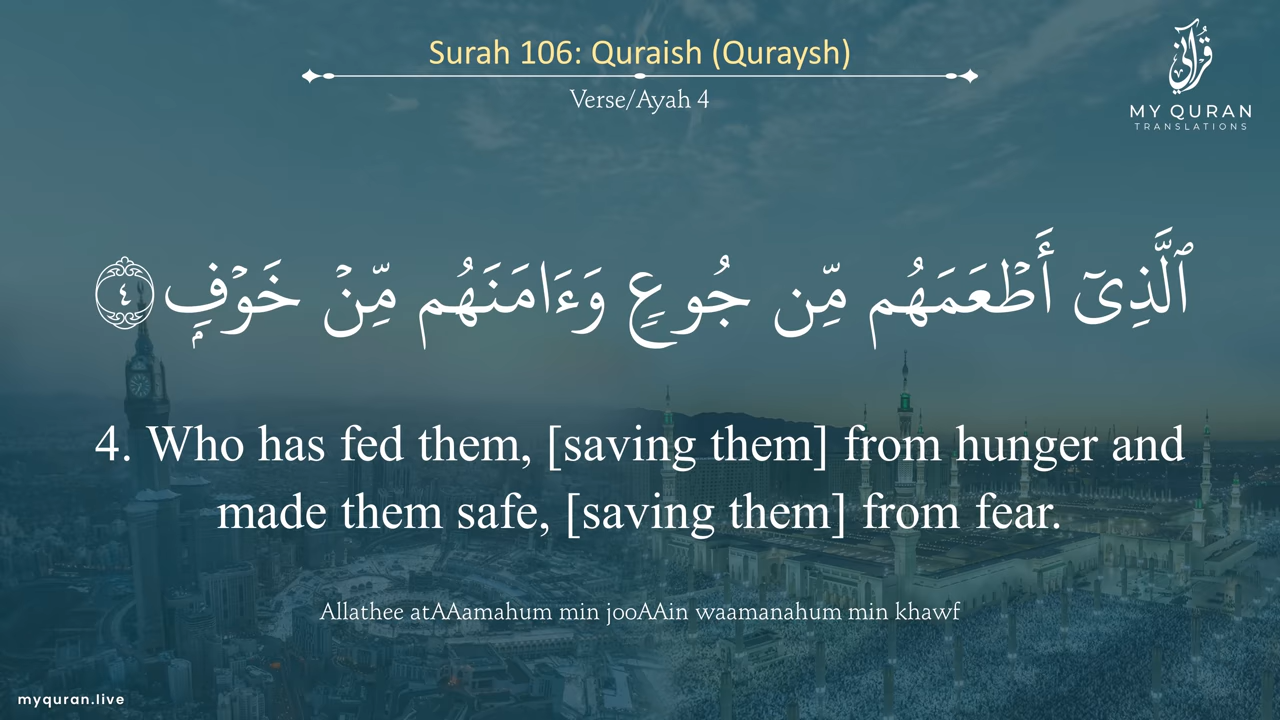 Surah 106: Quraish (Quraysh)
Verse/Ayah 4
قرآني
MY QURAN
TRANSLATIONS
ٱلَّذِىٓ أَطْعَمَهُم مِّن جُوعٍ وَءَامَنَهُم مِّنْ خَوْفٍۭ ٤
4. Who has fed them, [saving them] from hunger and
made them safe, [saving them] from fear.
Allathee atAAamahum min jooAAin waamanahum min khawf
myquran.live